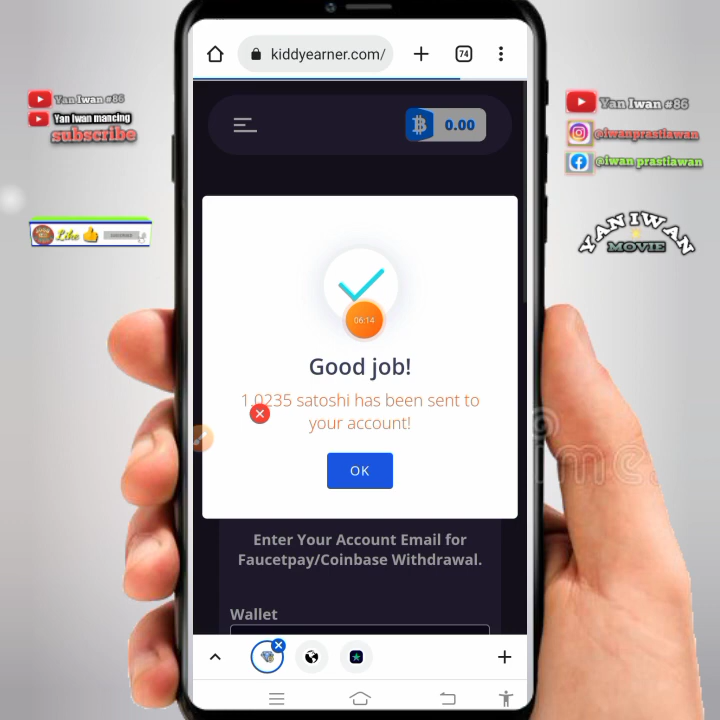 kiddyearner.com/
74
0.00
06:14
Good job!
1.0235 satoshi has been sent to
your account!
OK
Enter Your Account Email for
Faucetpay/Coinbase Withdrawal.
Wallet
Yan Iwan #86
Yan Iwan mancing
subscribe
Like
SUBSCRIBE
Yan Iwan #86
@iwanprastiawan
@iwan prastiawan
YAN IWAN
MOVIE